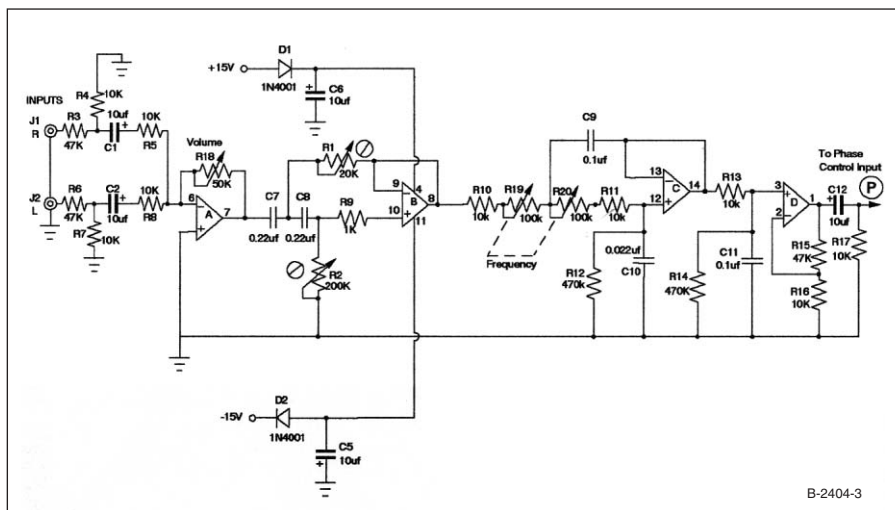 D1
+15V
1N4001
C6
10uf
INPUTS
R4
10K
10uf
10K
J1
R
R3
47K
C1
R5
J2
L
R6
47K
C2
10uf
10K
R8
R7
10K
Volume
R18
50K
6
−
+
A
7
C7
0.22uf
C8
0.22uf
R1
20K
R9
1K
R2
200K
9
−
4
B
8
10
+
11
R10
10k
R19
100k
R20
100k
R11
10k
Frequency
C9
0.1uf
13
−
14
C
12
+
R12
470k
0.022uf
C10
R13
10k
R14
470K
C11
0.1uf
3
+
D
1
2
−
To Phase
Control Input
P
C12
10uf
+
R15
47K
R17
10K
R16
10K
D2
-15V
1N4001
C5
10uf
+
B-2404-3